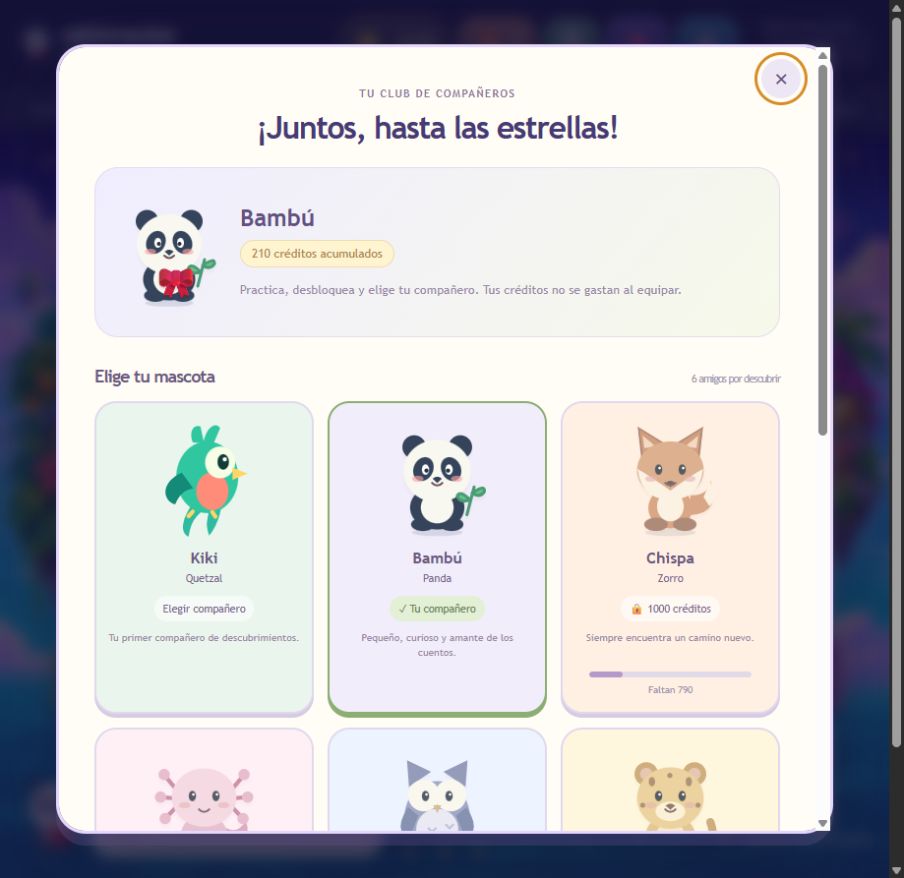 TU CLUB DE COMPAÑEROS
¡Juntos, hasta las estrellas!
Bambú
210 créditos acumulados
Practica, desbloquea y elige tu compañero. Tus créditos no se gastan al equipar.
Elige tu mascota
6 amigos por descubrir
Kiki
Quetzal
Elegir compañero
Tu primer compañero de descubrimientos.
Bambú
Panda
✓ Tu compañero
Pequeño, curioso y amante de los
cuentos.
Chispa
Zorro
🔒 1000 créditos
Siempre encuentra un camino nuevo.
Faltan 790